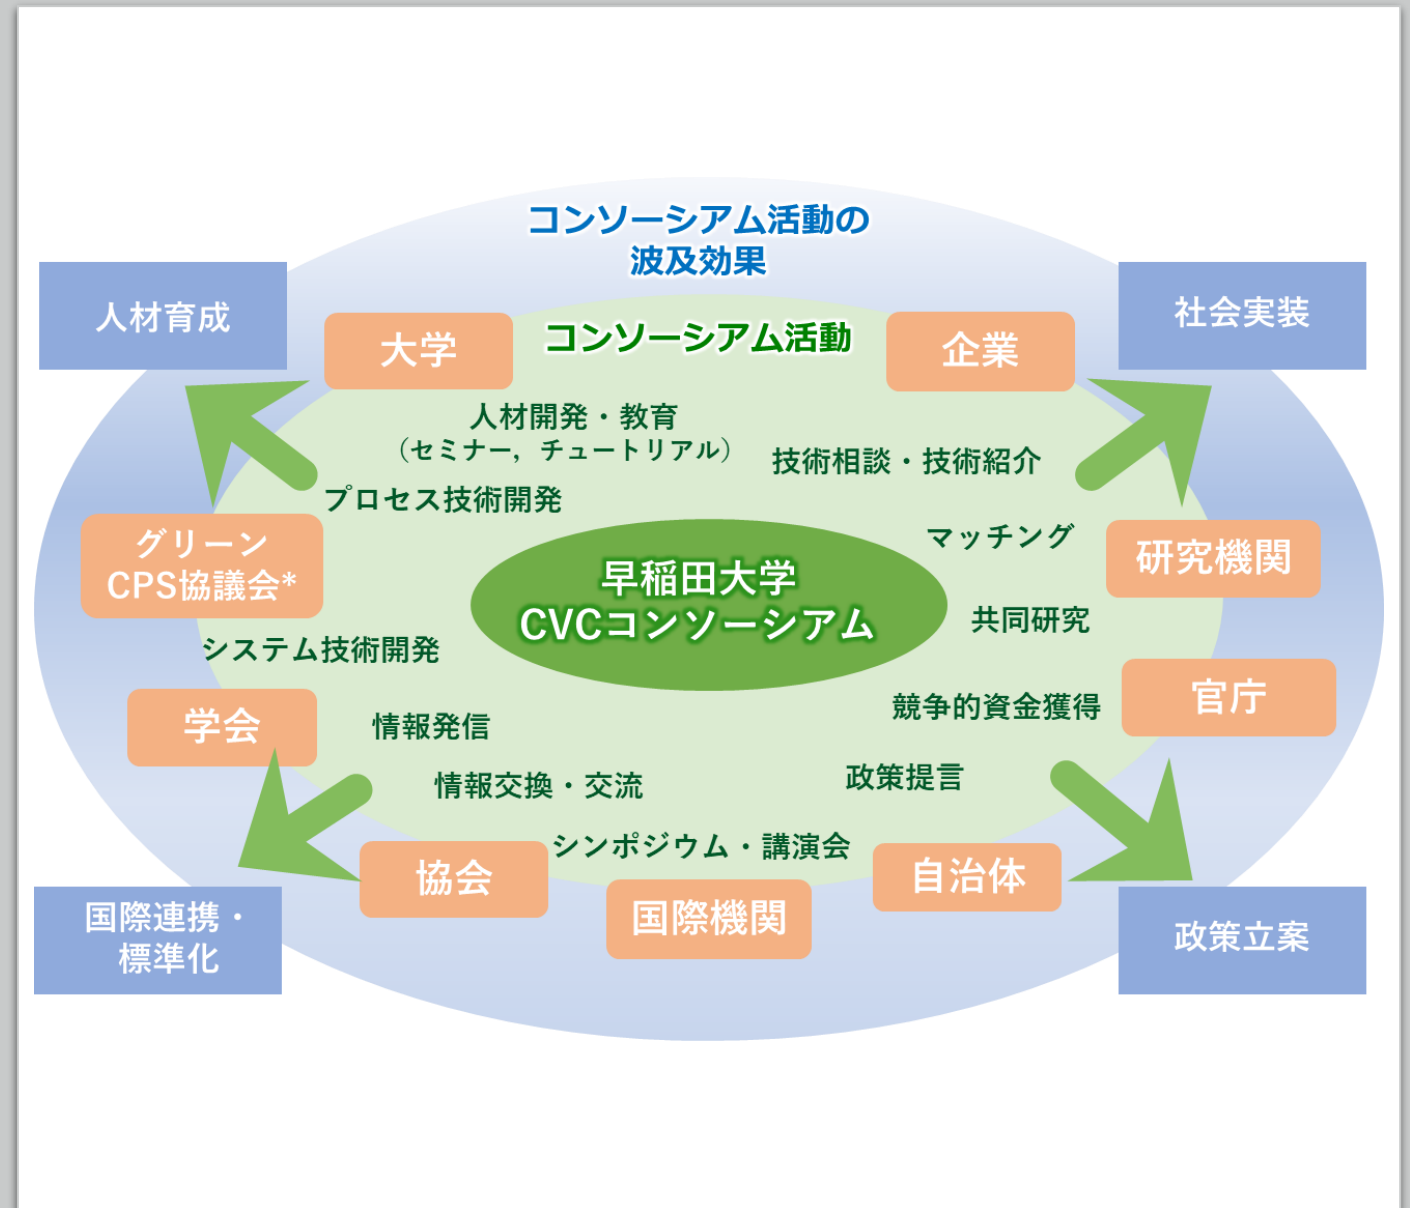 コンソーシアム活動の
波及効果
人材育成
社会実装
コンソーシアム活動
大学
企業
人材開発・教育
（セミナー，チュートリアル）
技術相談・技術紹介
プロセス技術開発
マッチング
グリーン
CPS協議会*
研究機関
早稲田大学
CVCコンソーシアム
共同研究
システム技術開発
官庁
学会
情報発信
競争的資金獲得
情報交換・交流
政策提言
シンポジウム・講演会
協会
自治体
国際機関
国際連携・
標準化
政策立案